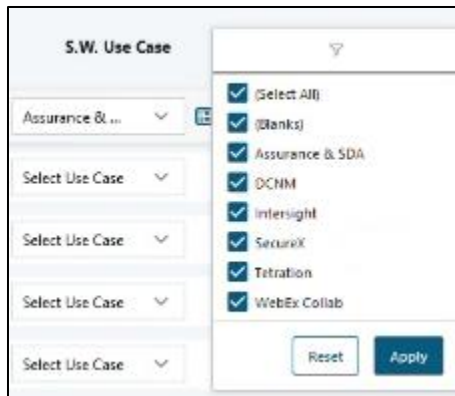 S.W. Use Case
Assurance & ...
Select Use Case
Select Use Case
Select Use Case
Select Use Case
(Select All)
(Blanks)
Assurance & SDA
DCNM
Intersight
SecureX
Tetration
WebEx Collab
Reset
Apply